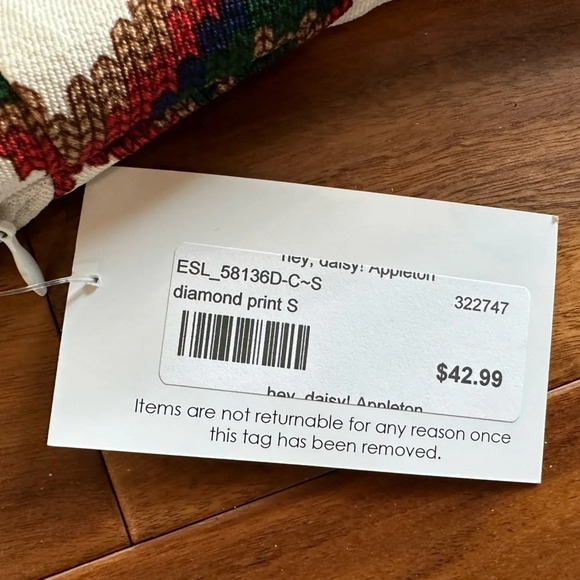 hey, daisy! Appleton
ESL_58136D-C~S
322747
diamond print S
$42.99
hey, daisy! Appleton
Items are not returnable for any reason once
this tag has been removed.